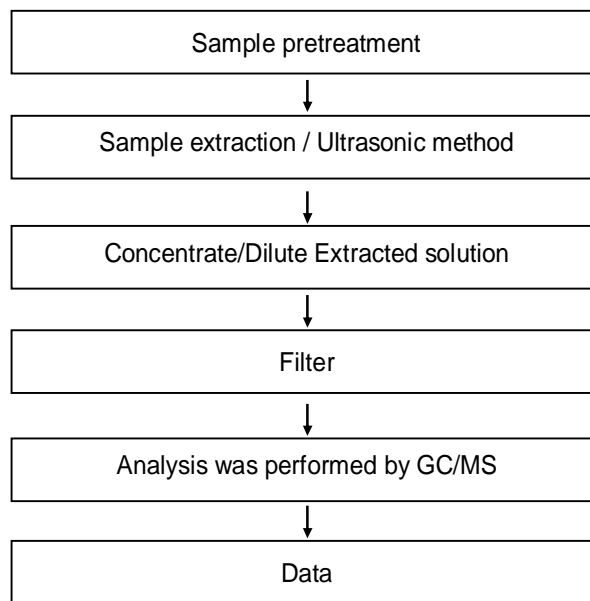 Sample pretreatment
Sample extraction / Ultrasonic method
Concentrate/Dilute Extracted solution
Filter
Analysis was performed by GC/MS
Data